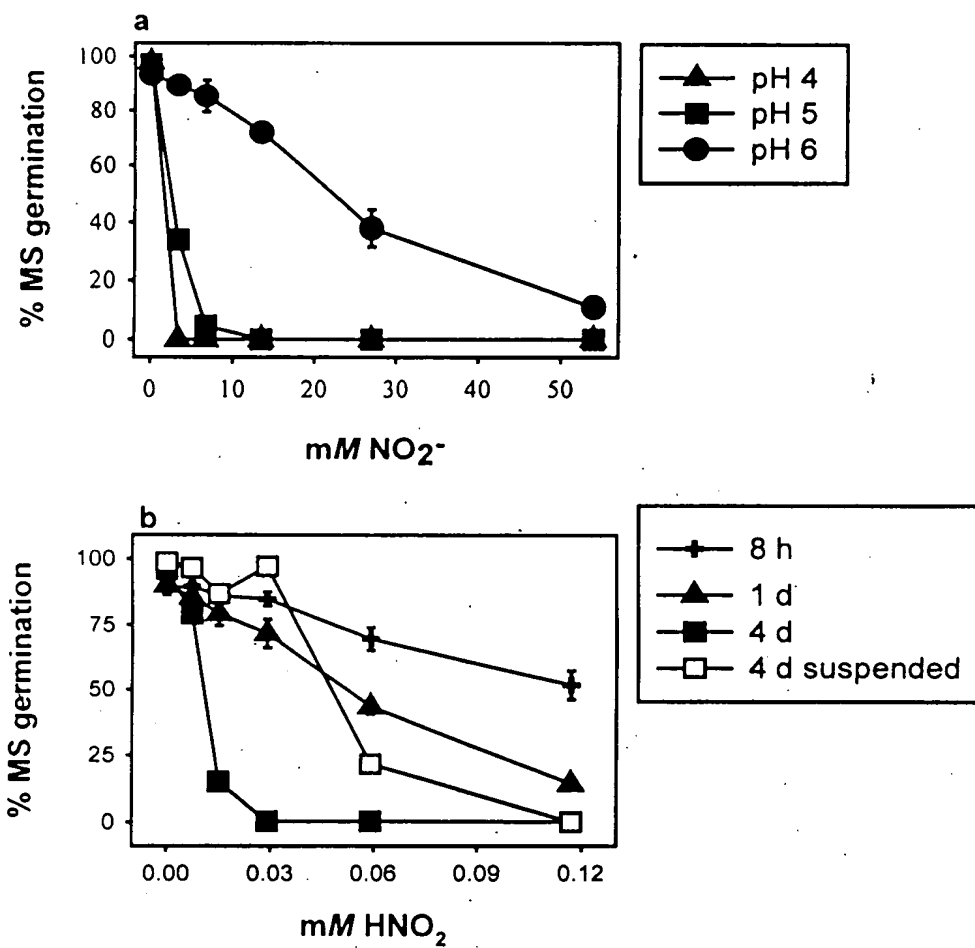 a
100
80
60
40
20
0
% MS germination
0 10 20 30 40 50
mM NO₂⁻
pH 4
pH 5
pH 6
b
100
75
50
25
0
% MS germination
0.00 0.03 0.06 0.09 0.12
mM HNO₂
8 h
1 d
4 d
4 d suspended